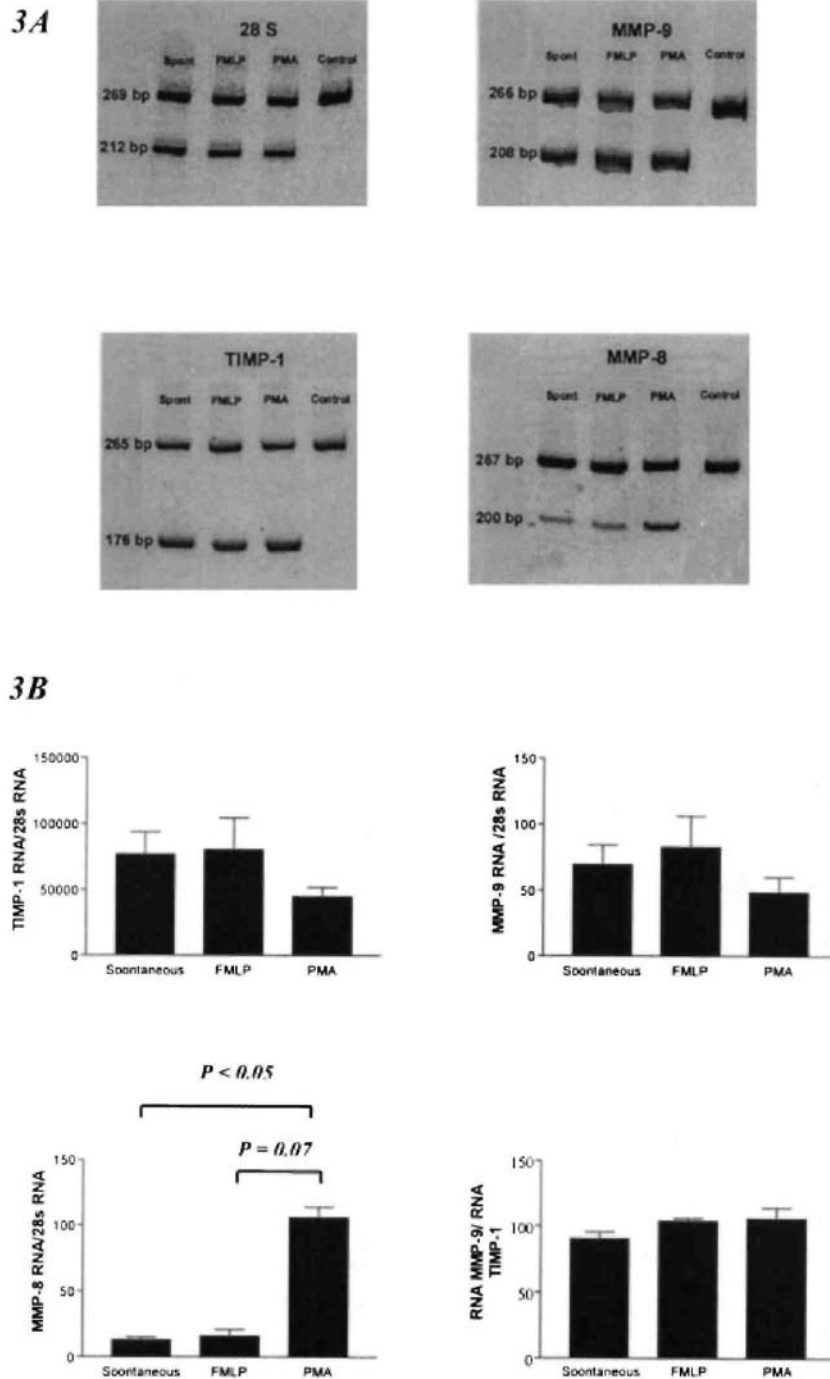 3A
28 S
Spont FMLP PMA Control
269 bp
212 bp
MMP-9
Spont FMLP PMA Control
266 bp
208 bp
TIMP-1
Spont FMLP PMA Control
265 bp
176 bp
MMP-8
Spont FMLP PMA Control
267 bp
200 bp
3B
TIMP-1 RNA/28s RNA
150000
100000
50000
0
Spontaneous FMLP PMA
MMP-9 RNA /28s RNA
150
100
50
0
Spontaneous FMLP PMA
P < 0.05
P = 0.07
MMP-8 RNA/28s RNA
150
100
50
0
Spontaneous FMLP PMA
RNA MMP-9/ RNA
TIMP-1
150
100
50
0
Spontaneous FMLP PMA